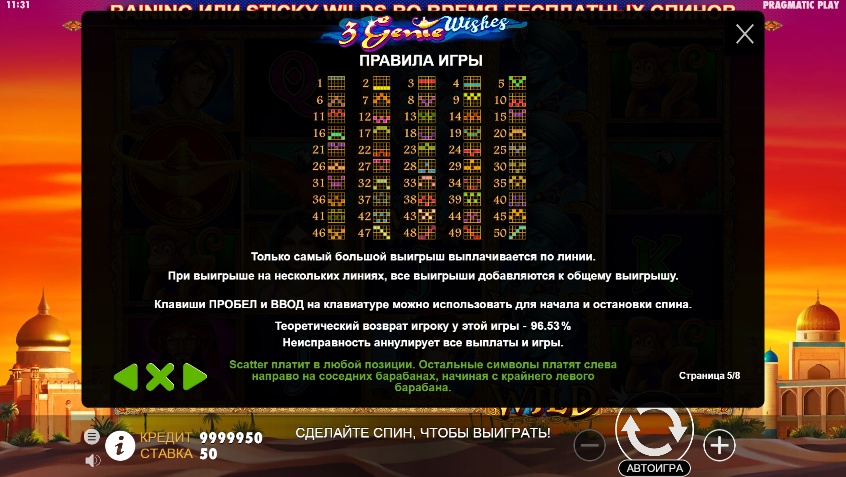 11:31
RAINING ИЛИ STICKY WILDS ВО ВРЕМЯ БЕСПЛАТНЫХ СПИНОВ
PRAGMATIC PLAY
3 Genie Wishes
ПРАВИЛА ИГРЫ
1 2 3 4 5
6 7 8 9 10
11 12 13 14 15
16 17 18 19 20
21 22 23 24 25
26 27 28 29 30
31 32 33 34 35
36 37 38 39 40
41 42 43 44 45
46 47 48 49 50
Только самый большой выигрыш выплачивается по линии.
При выигрыше на нескольких линиях, все выигрыши добавляются к общему выигрышу.
Клавиши ПРОБЕЛ и ВВОД на клавиатуре можно использовать для начала и остановки спина.
Теоретический возврат игроку у этой игры - 96.53%
Неисправность аннулирует все выплаты и игры.
Scatter платит в любой позиции. Остальные символы платят слева
направо на соседних барабанах, начиная с крайнего левого
барабана.
Страница 5/8
WILD
КРЕДИТ 9999950
СТАВКА 50
СДЕЛАЙТЕ СПИН, ЧТОБЫ ВЫИГРАТЬ!
АВТОИГРА